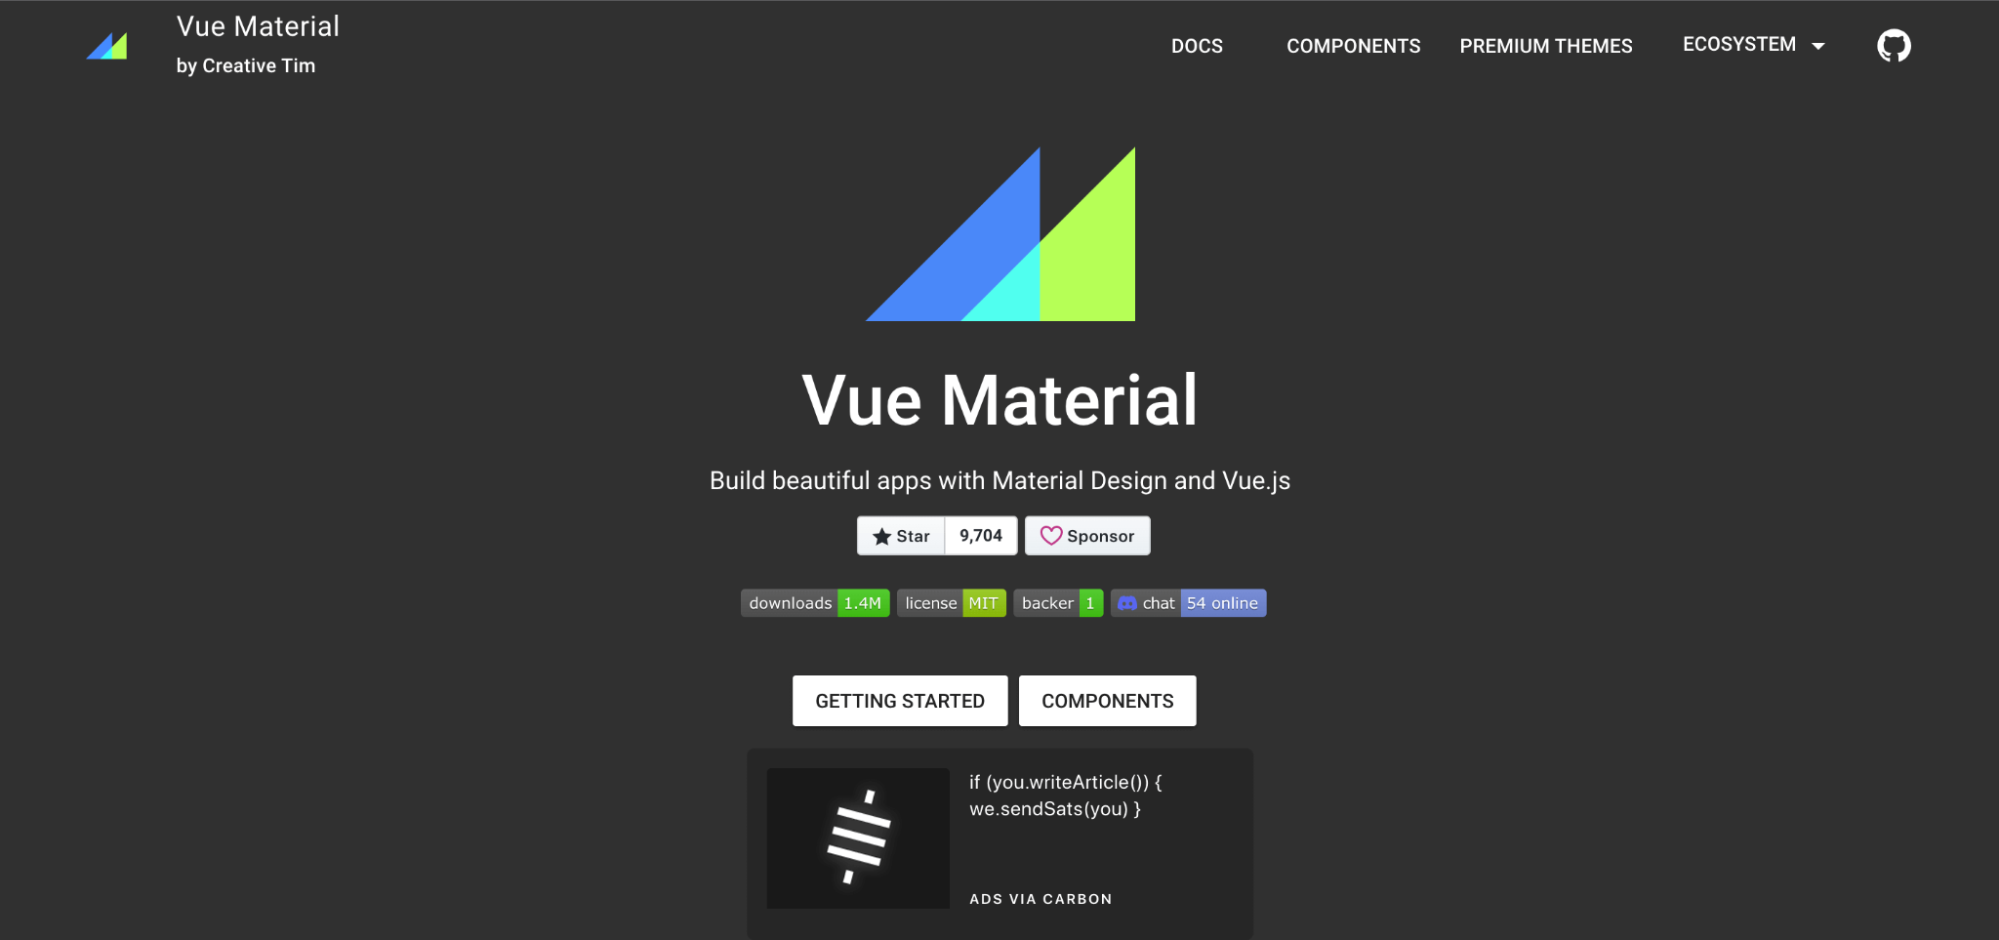 Vue Material
by Creative Tim
DOCS
COMPONENTS
PREMIUM THEMES
ECOSYSTEM
Vue Material
Build beautiful apps with Material Design and Vue.js
Star 9,704 Sponsor
downloads 1.4M license MIT backer 1 chat 54 online
GETTING STARTED COMPONENTS
if (you.writeArticle()) {
we.sendSats(you) }
ADS VIA CARBON